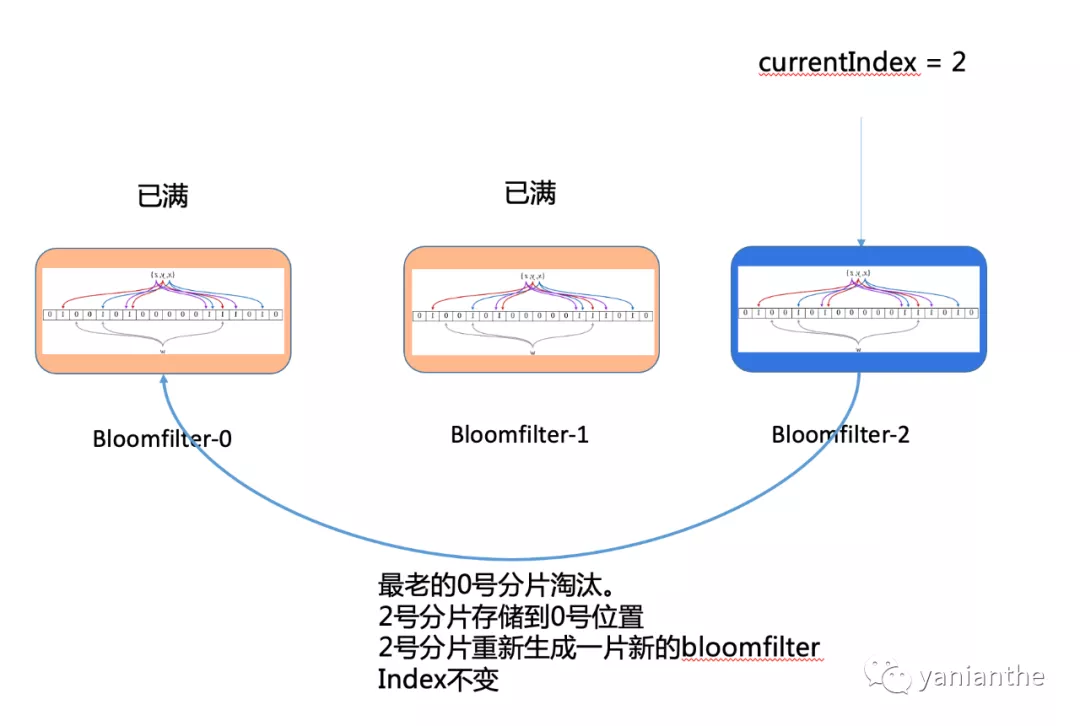 currentIndex = 2
已满
已满
{x,y,z}
{x,y,z}
{x,y,z}
0 1 0 0 1 0 1 0 0 0 0 0 1 1 1 0 1 0
0 1 0 0 1 0 1 0 0 0 0 0 1 1 1 0 1 0
0 1 0 0 1 0 1 0 0 0 0 0 1 1 1 0 1 0
w
w
w
Bloomfilter-0
Bloomfilter-1
Bloomfilter-2
最老的0号分片淘汰。
2号分片存储到0号位置
2号分片重新生成一片新的bloomfilter
Index不变
yanianthe